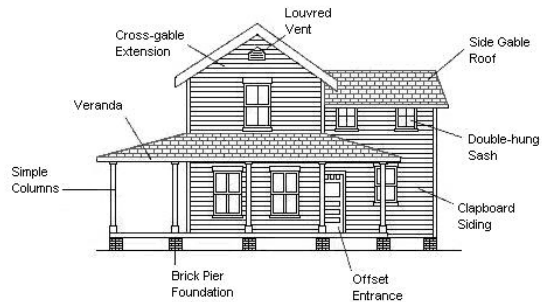 Louvred
Vent
Cross-gable
Extension
Side Gable
Roof
Veranda
Double-hung
Sash
Simple
Columns
Clapboard
Siding
Brick Pier
Foundation
Offset
Entrance